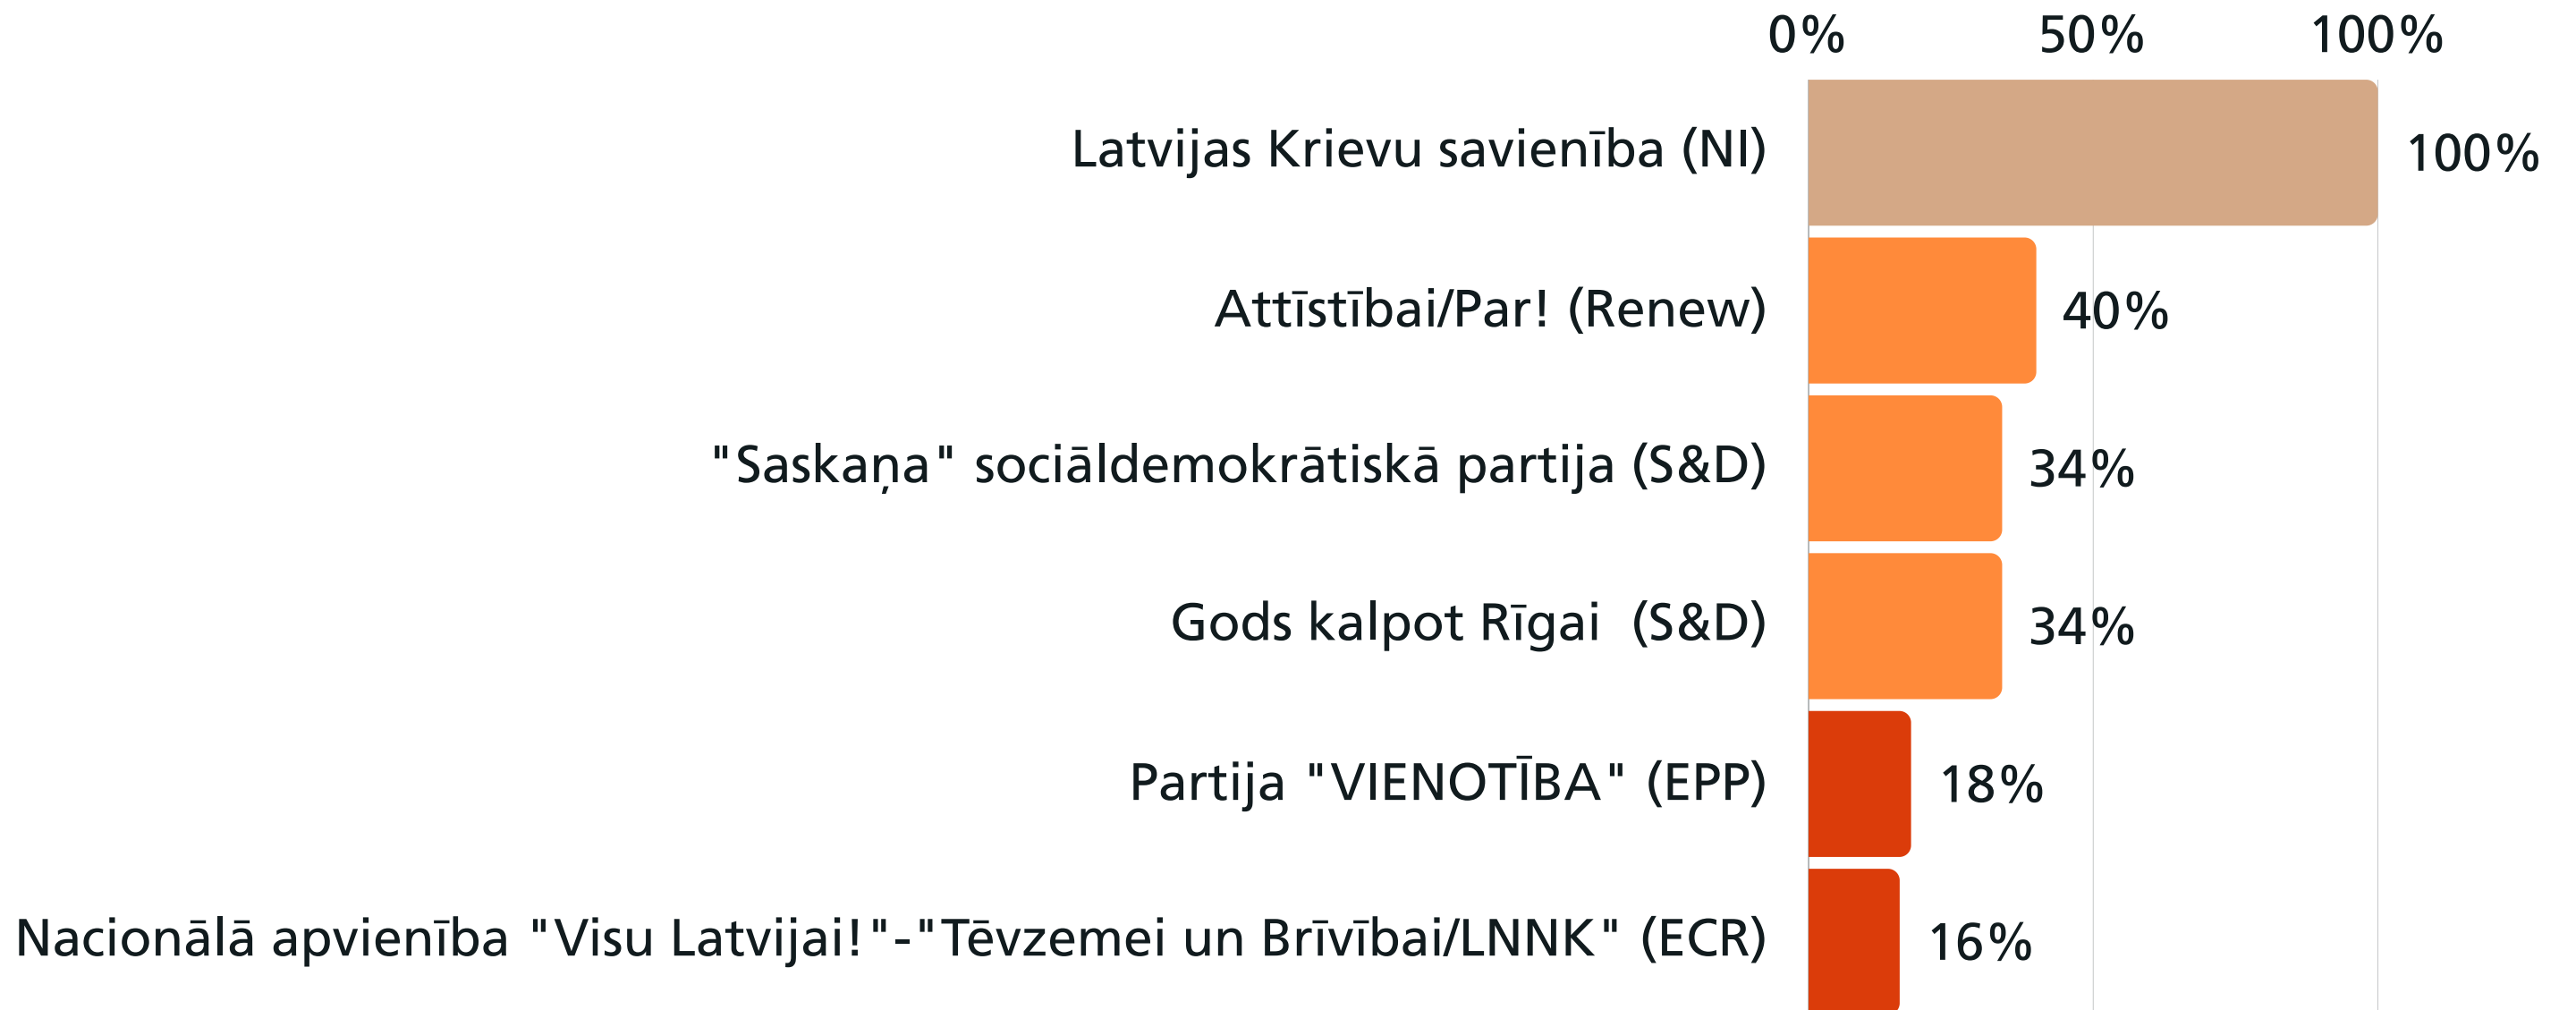 0% 50% 100%
Latvijas Krievu savienība (NI) 100%
Attīstībai/Par! (Renew) 40%
"Saskaņa" sociāldemokrātiskā partija (S&D) 34%
Gods kalpot Rīgai  (S&D) 34%
Partija "VIENOTĪBA" (EPP) 18%
Nacionālā apvienība "Visu Latvijai!"-"Tēvzemei un Brīvībai/LNNK" (ECR) 16%